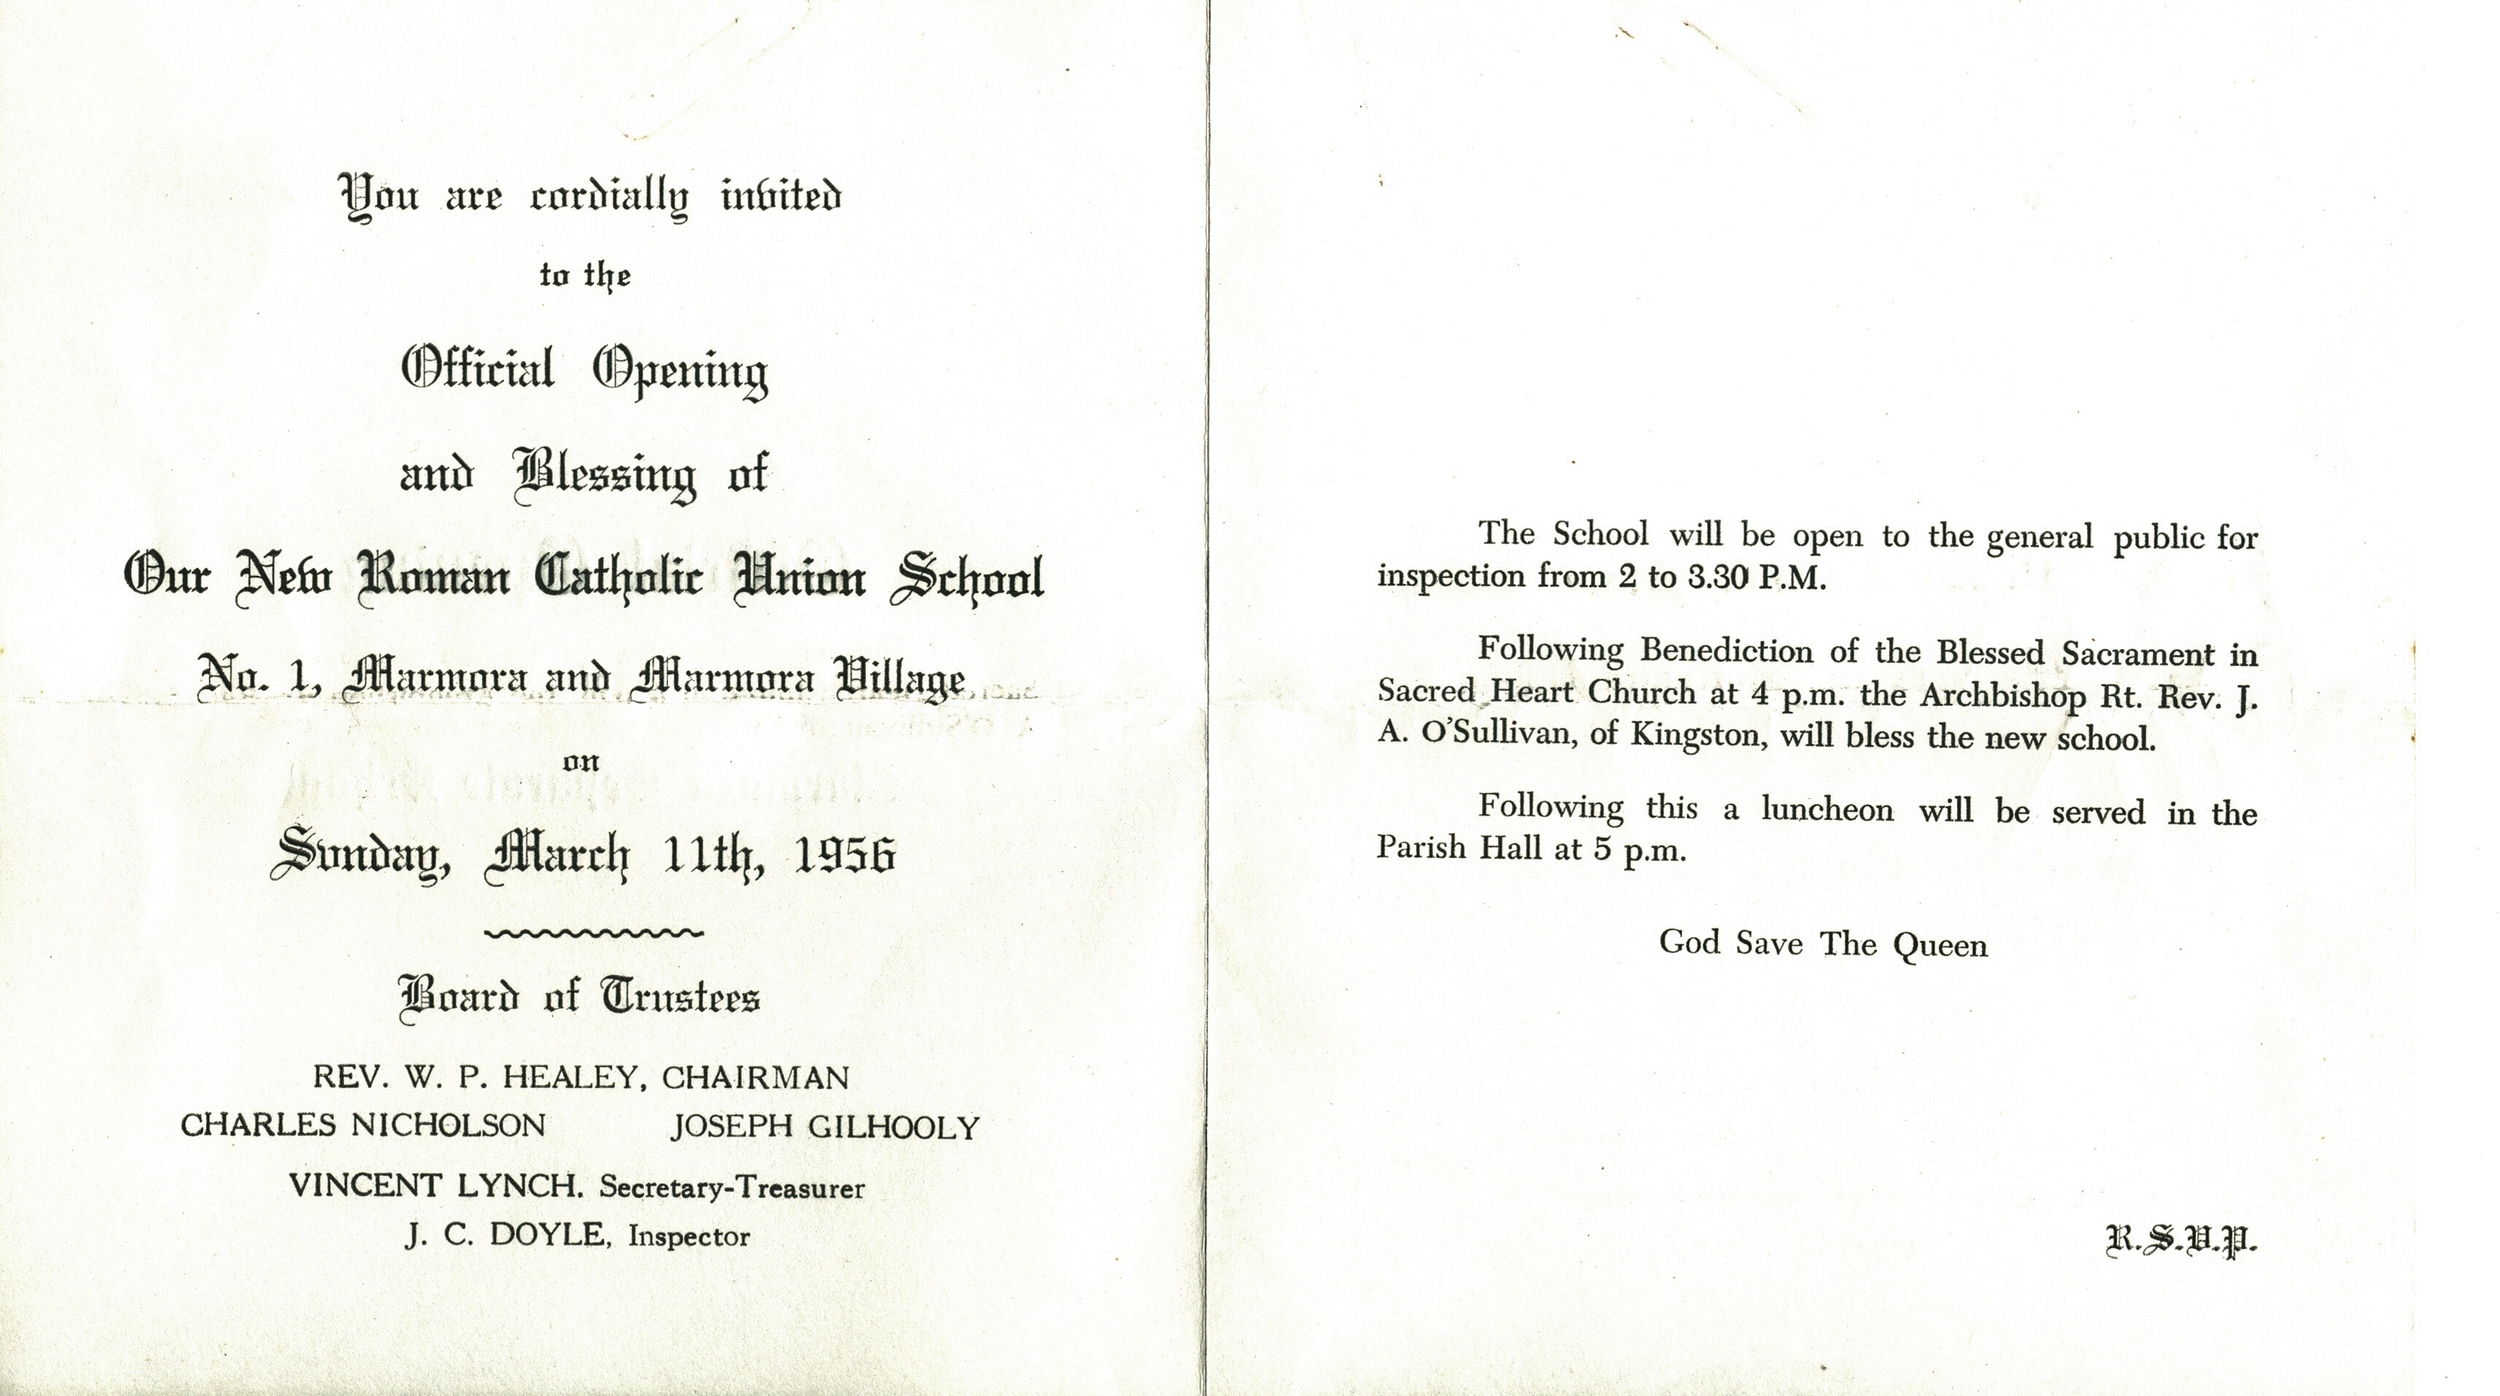 You are cordially invited
to the
Official Opening
and Blessing of
Our New Roman Catholic Union School
No. 1, Marmora and Marmora Village
on
Sunday, March 11th, 1956
Board of Trustees
REV. W. P. HEALEY, CHAIRMAN
CHARLES NICHOLSON JOSEPH GILHOOLY
VINCENT LYNCH. Secretary-Treasurer
J. C. DOYLE, Inspector
The School will be open to the general public for
inspection from 2 to 3.30 P.M.
Following Benediction of the Blessed Sacrament in
Sacred Heart Church at 4 p.m. the Archbishop Rt. Rev. J.
A. O'Sullivan, of Kingston, will bless the new school.
Following this a luncheon will be served in the
Parish Hall at 5 p.m.
God Save The Queen
R.S.V.P.